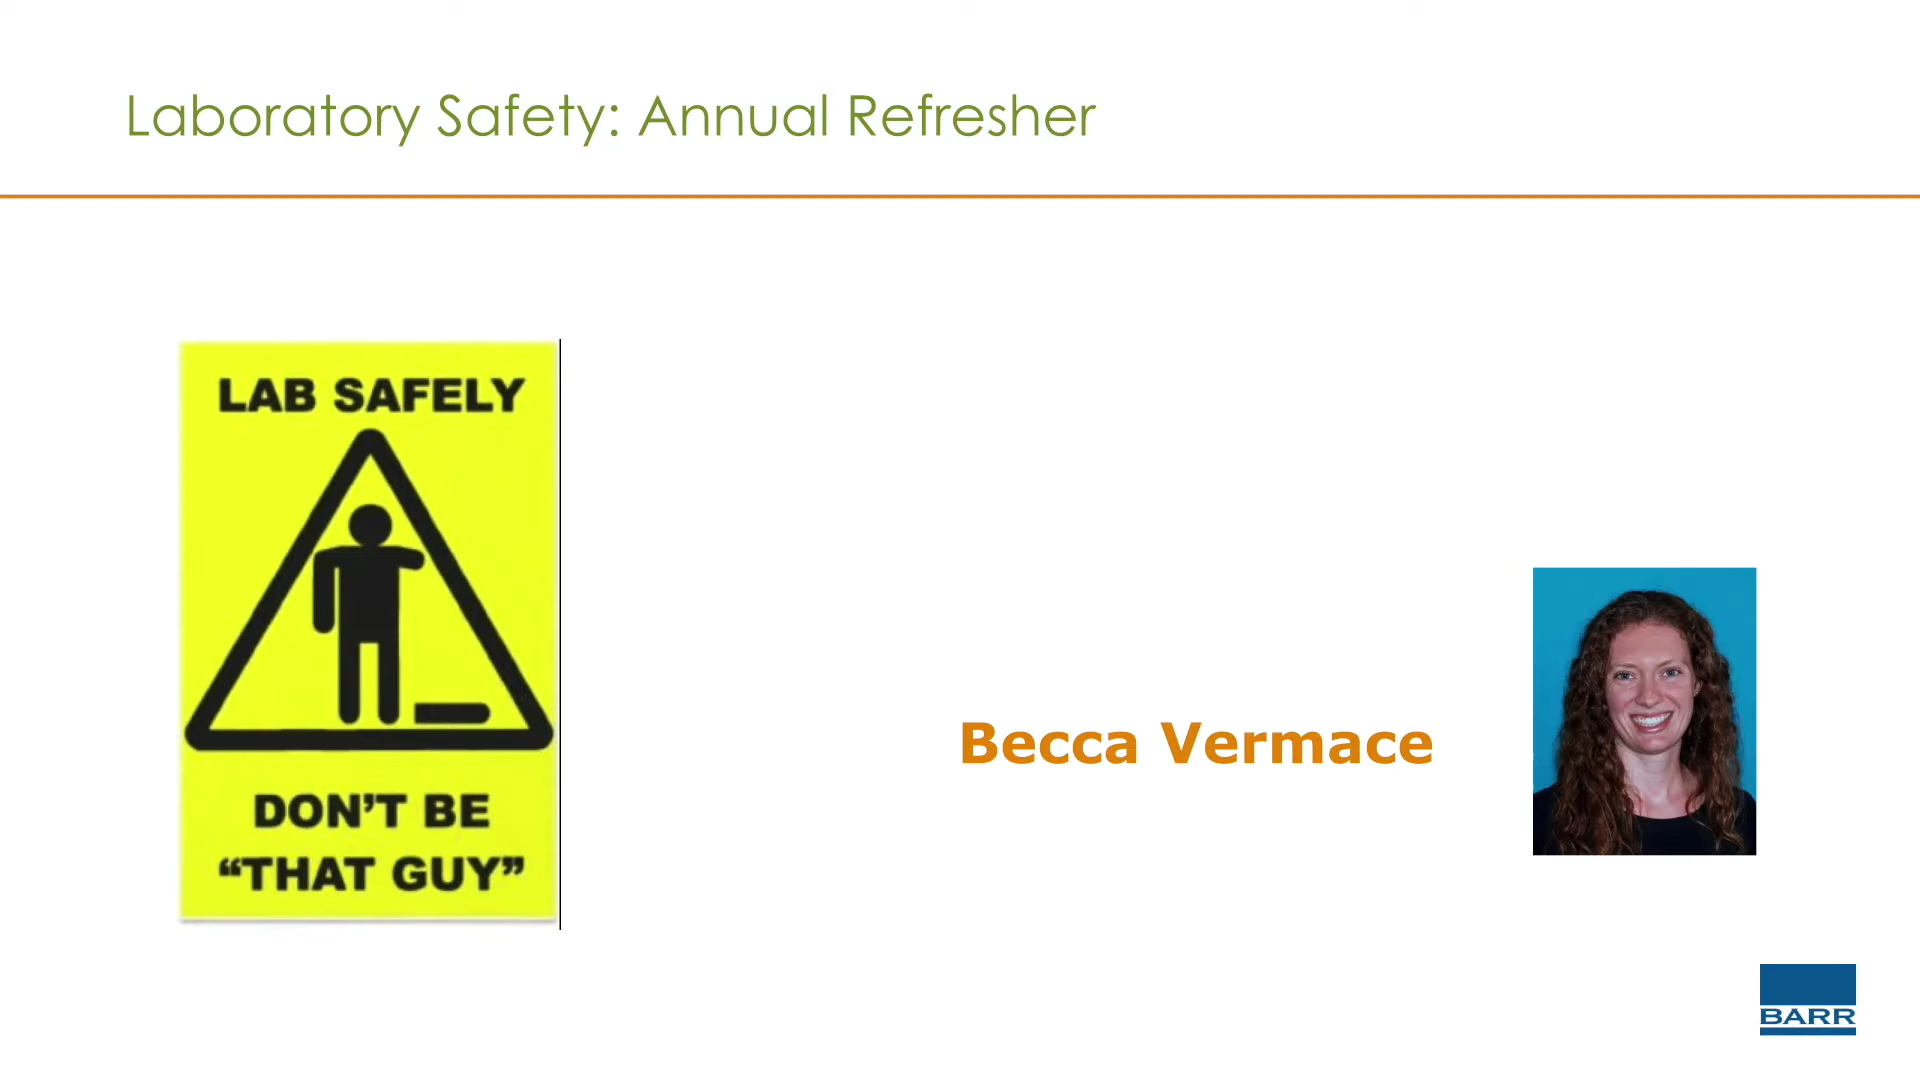 Laboratory Safety: Annual Refresher
LAB SAFELY
DON'T BE
“THAT GUY”
Becca Vermace
BARR